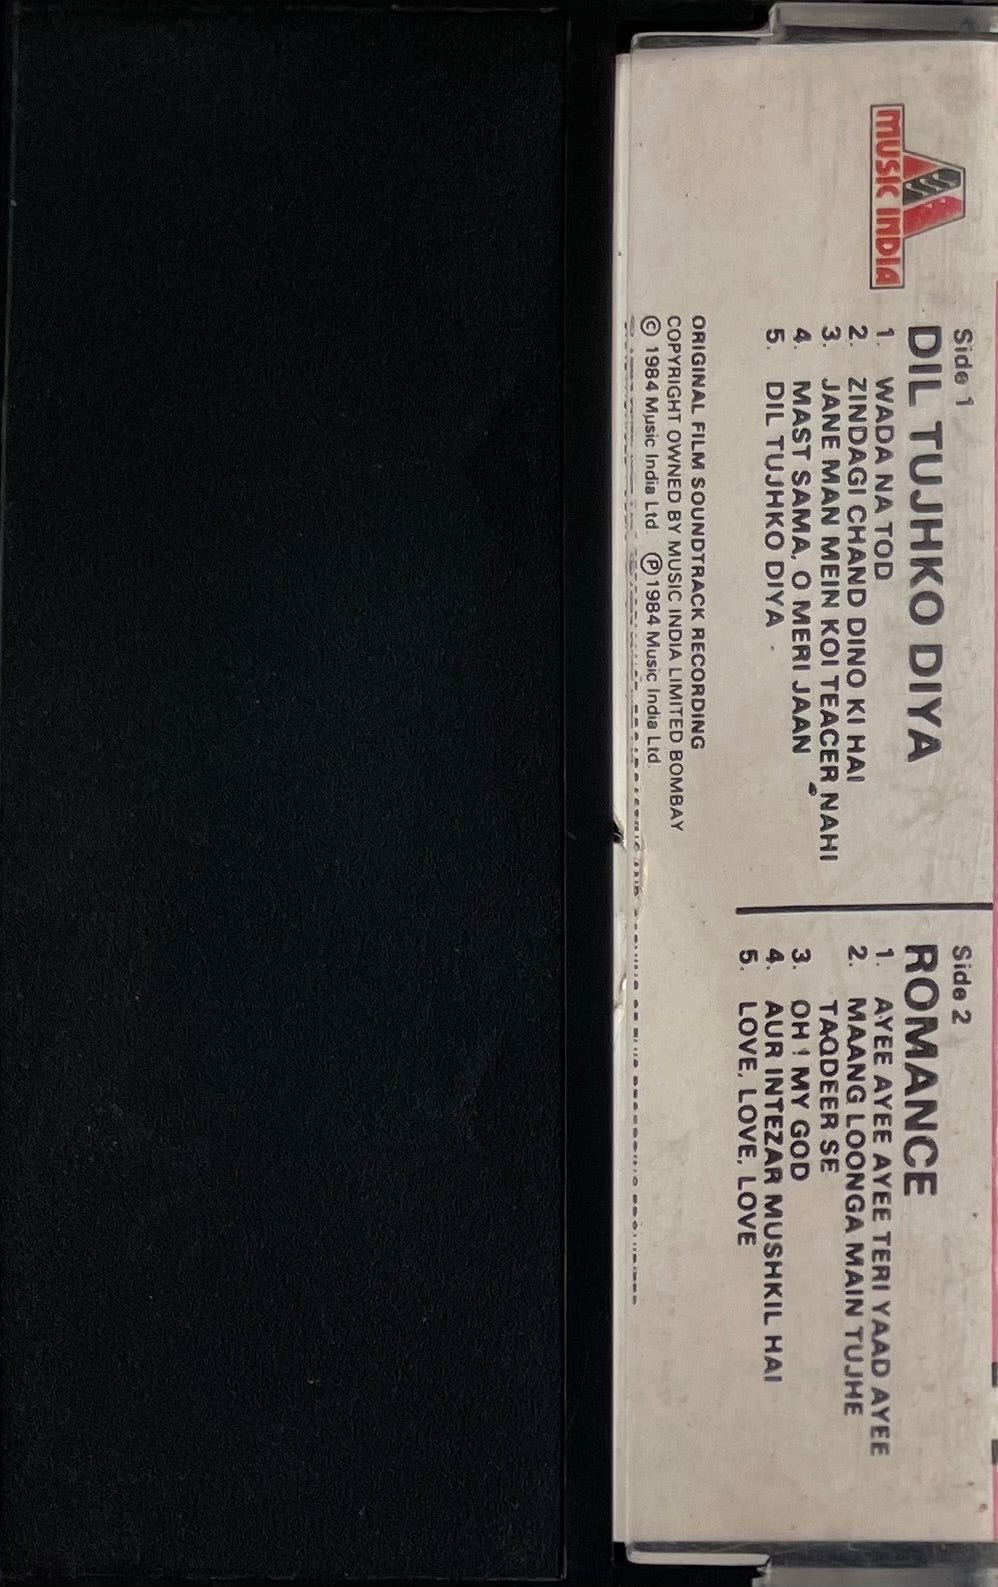 MUSIC INDIA
Side 1
DIL TUJHKO DIYA
1. WADA NA TOD
2. ZINDAGI CHAND DINO KI HAI
3. JANE MAN MEIN KOI TEACER NAHI
4. MAST SAMA, O MERI JAAN
5. DIL TUJHKO DIYA
Side 2
ROMANCE
1. AYEE AYEE AYEE TERI YAAD AYEE
2. MAANG LOONGA MAIN TUJHE
TAQDEER SE
3. OH ! MY GOD
4. AUR INTEZAR MUSHKIL HAI
5. LOVE, LOVE, LOVE
ORIGINAL FILM SOUNDTRACK RECORDING
COPYRIGHT OWNED BY MUSIC INDIA LIMITED BOMBAY
© 1984 Music India Ltd. ℗ 1984 Music India Ltd.